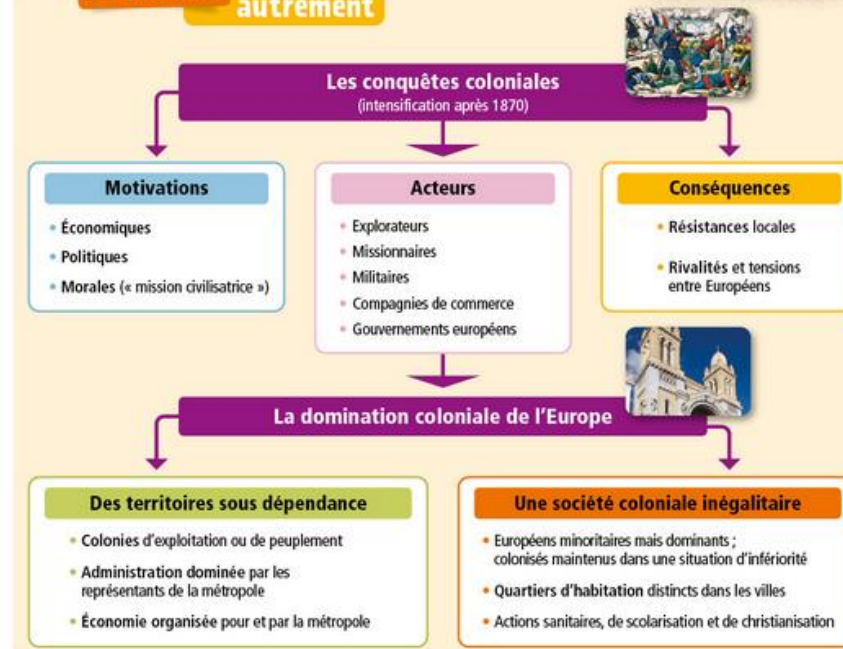 autrement
Les conquêtes coloniales
(intensification après 1870)
Motivations
• Économiques
• Politiques
• Morales (« mission civilisatrice »)
Acteurs
• Explorateurs
• Missionnaires
• Militaires
• Compagnies de commerce
• Gouvernements européens
Conséquences
• Résistances locales
• Rivalités et tensions
entre Européens
La domination coloniale de l'Europe
Des territoires sous dépendance
• Colonies d'exploitation ou de peuplement
• Administration dominée par les
représentants de la métropole
• Économie organisée pour et par la métropole
Une société coloniale inégalitaire
• Européens minoritaires mais dominants ;
colonisés maintenus dans une situation d'infériorité
• Quartiers d'habitation distincts dans les villes
• Actions sanitaires, de scolarisation et de christianisation